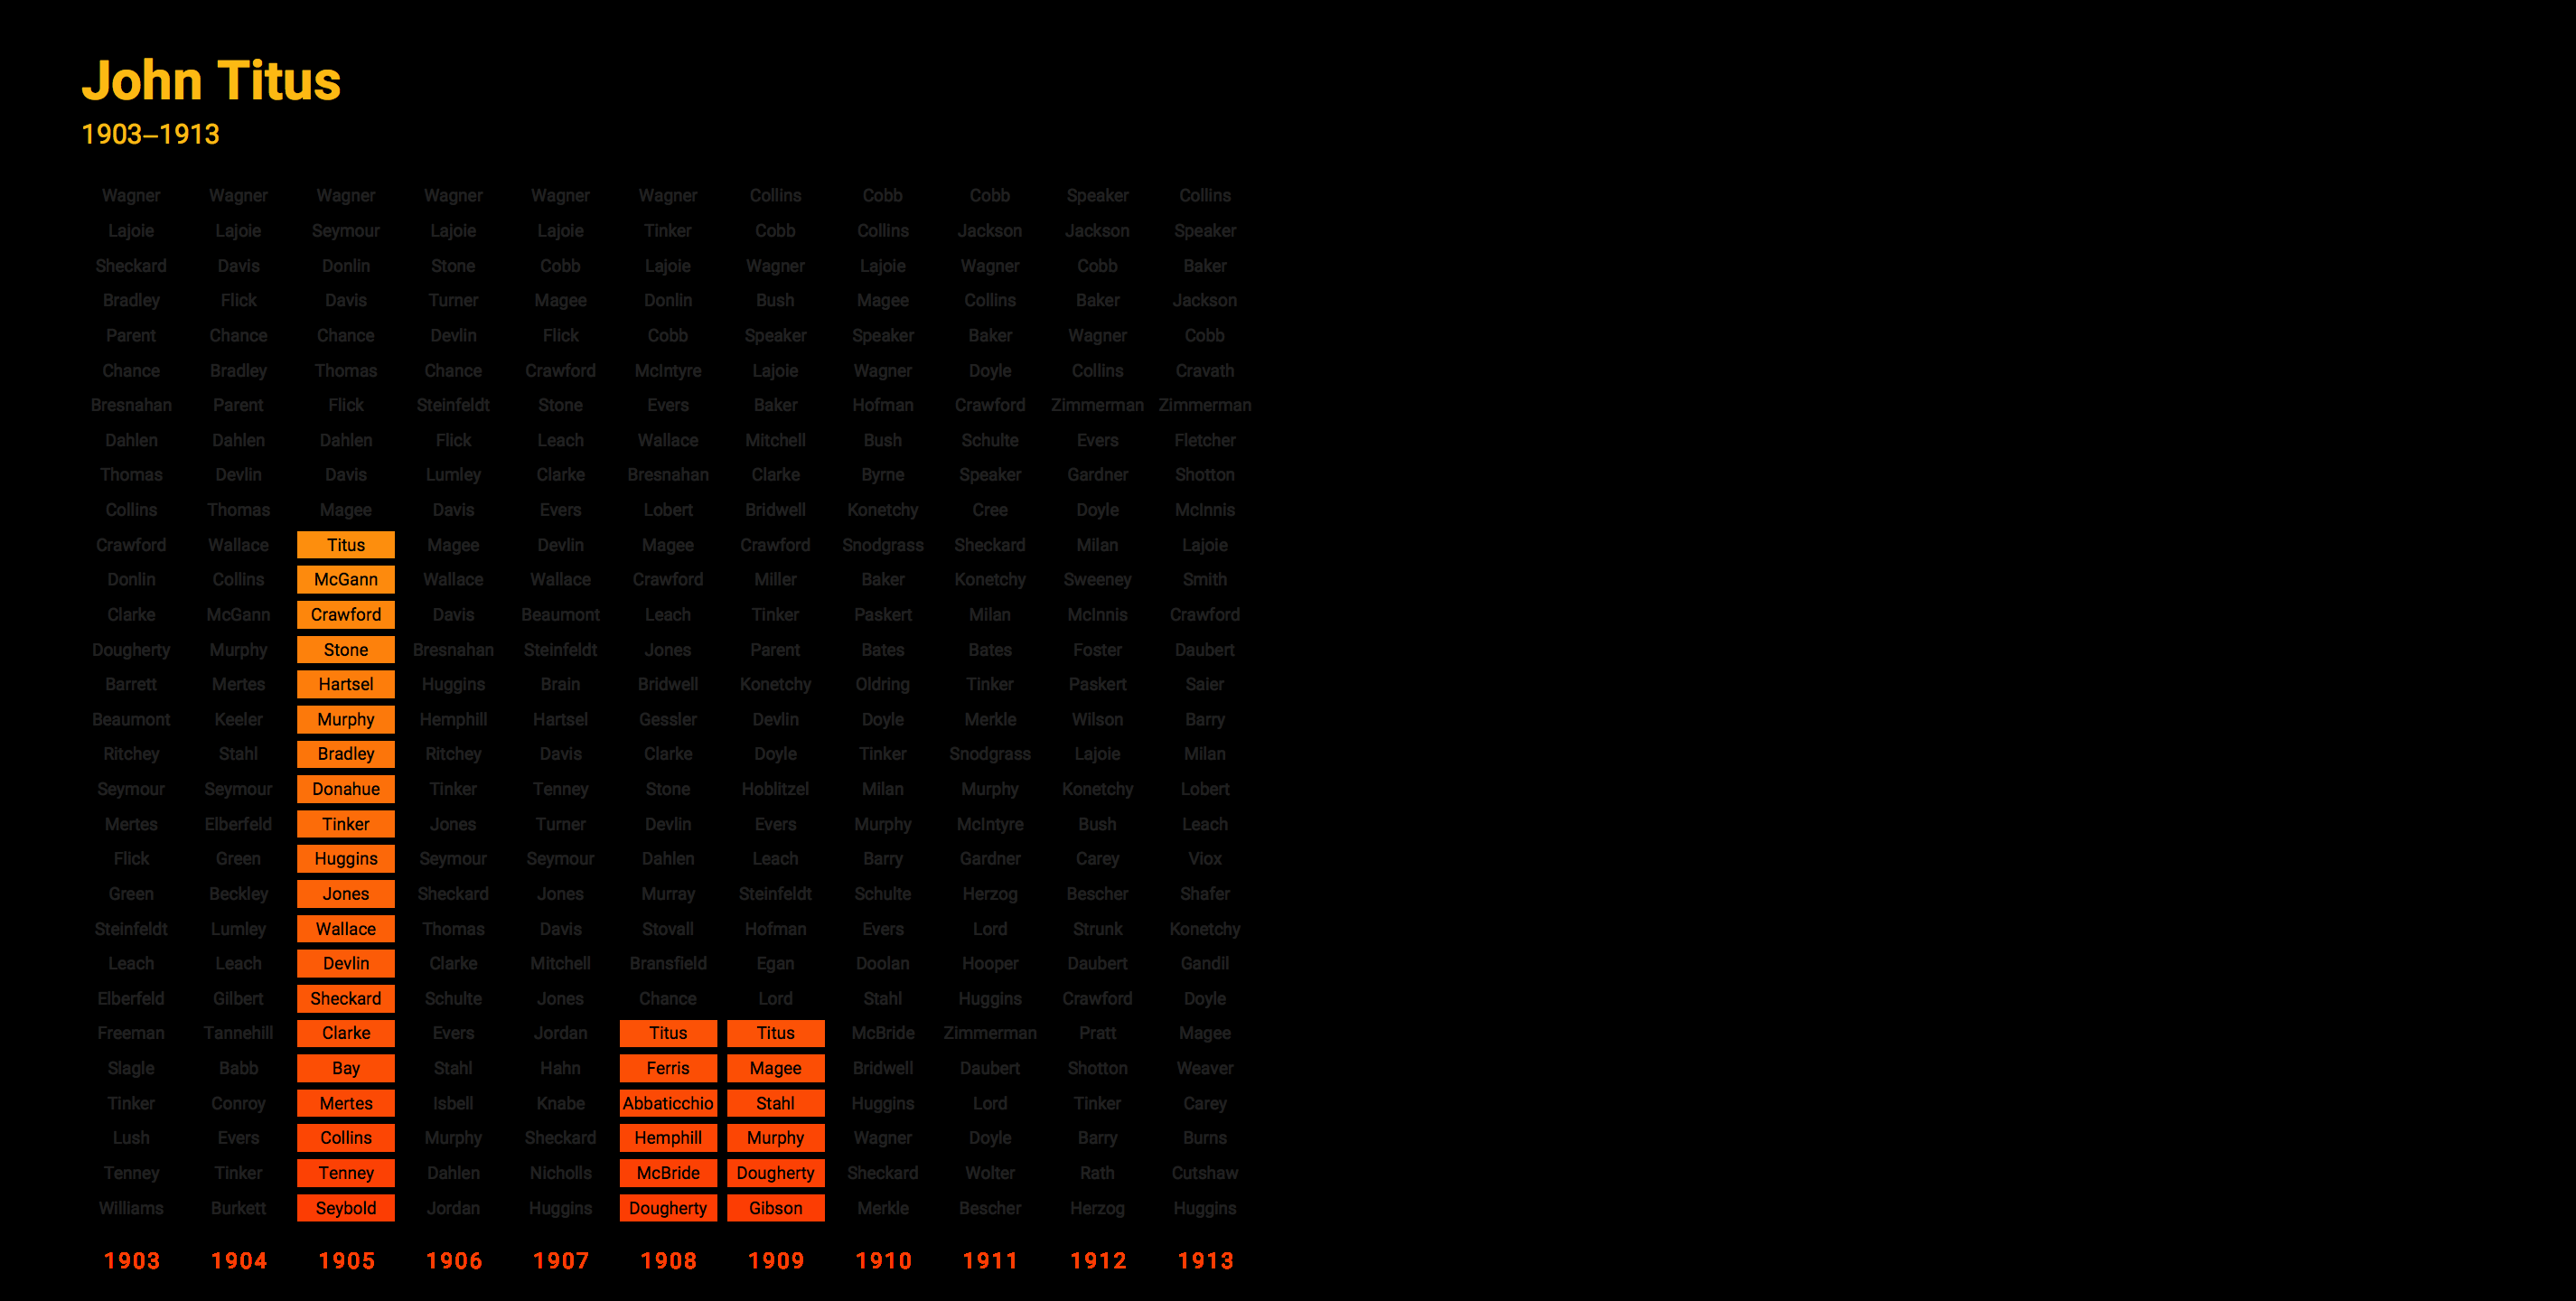 John Titus
1903–1913
Wagner Wagner Wagner Wagner Wagner Wagner Collins Cobb Cobb Speaker Collins
Lajoie Lajoie Seymour Lajoie Lajoie Tinker Cobb Collins Jackson Jackson Speaker
Sheckard Davis Donlin Stone Cobb Lajoie Wagner Lajoie Wagner Cobb Baker
Bradley Flick Davis Turner Magee Donlin Bush Magee Collins Baker Jackson
Parent Chance Chance Devlin Flick Cobb Speaker Speaker Baker Wagner Cobb
Chance Bradley Thomas Chance Crawford McIntyre Lajoie Wagner Doyle Collins Cravath
Bresnahan Parent Flick Steinfeldt Stone Evers Baker Hofman Crawford Zimmerman Zimmerman
Dahlen Dahlen Dahlen Flick Leach Wallace Mitchell Bush Schulte Evers Fletcher
Thomas Devlin Davis Lumley Clarke Bresnahan Clarke Byrne Speaker Gardner Shotton
Collins Thomas Magee Davis Evers Lobert Bridwell Konetchy Cree Doyle McInnis
Crawford Wallace Titus Magee Devlin Magee Crawford Snodgrass Sheckard Milan Lajoie
Donlin Collins McGann Wallace Wallace Crawford Miller Baker Konetchy Sweeney Smith
Clarke McGann Crawford Davis Beaumont Leach Tinker Paskert Milan McInnis Crawford
Dougherty Murphy Stone Bresnahan Steinfeldt Jones Parent Bates Bates Foster Daubert
Barrett Mertes Hartsel Huggins Brain Bridwell Konetchy Oldring Tinker Paskert Saier
Beaumont Keeler Murphy Hemphill Hartsel Gessler Devlin Doyle Merkle Wilson Barry
Ritchey Stahl Bradley Ritchey Davis Clarke Doyle Tinker Snodgrass Lajoie Milan
Seymour Seymour Donahue Tinker Tenney Stone Hoblitzel Milan Murphy Konetchy Lobert
Mertes Elberfeld Tinker Jones Turner Devlin Evers Murphy McIntyre Bush Leach
Flick Green Huggins Seymour Seymour Dahlen Leach Barry Gardner Carey Viox
Green Beckley Jones Sheckard Jones Murray Steinfeldt Schulte Herzog Bescher Shafer
Steinfeldt Lumley Wallace Thomas Davis Stovall Hofman Evers Lord Strunk Konetchy
Leach Leach Devlin Clarke Mitchell Bransfield Egan Doolan Hooper Daubert Gandil
Elberfeld Gilbert Sheckard Schulte Jones Chance Lord Stahl Huggins Crawford Doyle
Freeman Tannehill Clarke Evers Jordan Titus Titus McBride Zimmerman Pratt Magee
Slagle Babb Bay Stahl Hahn Ferris Magee Bridwell Daubert Shotton Weaver
Tinker Conroy Mertes Isbell Knabe Abbaticchio Stahl Huggins Lord Tinker Carey
Lush Evers Collins Murphy Sheckard Hemphill Murphy Wagner Doyle Barry Burns
Tenney Tinker Tenney Dahlen Nicholls McBride Dougherty Sheckard Wolter Rath Cutshaw
Williams Burkett Seybold Jordan Huggins Dougherty Gibson Merkle Bescher Herzog Huggins
1903 1904 1905 1906 1907 1908 1909 1910 1911 1912 1913